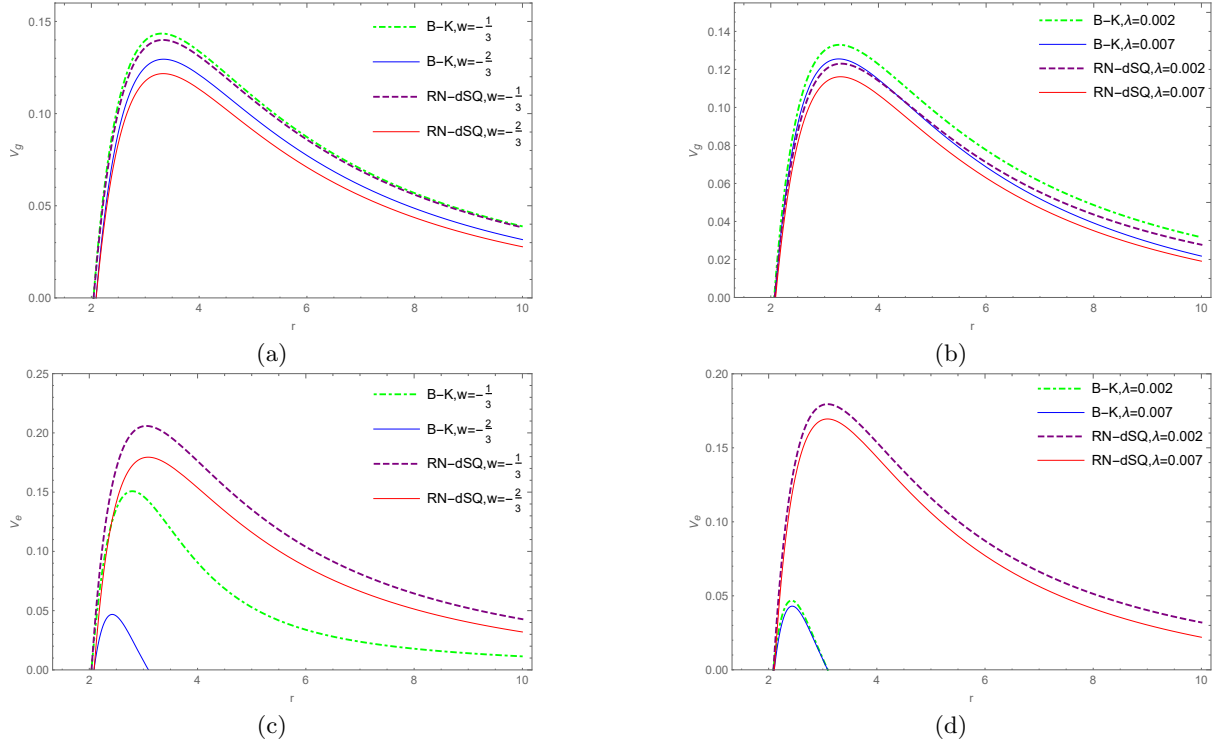 B−K,w=−1/3
B−K,w=−2/3
RN−dSQ,w=−1/3
RN−dSQ,w=−2/3
0.15
0.10
0.05
0.00
V_g
2 4 6 8 10
r
(a)
B−K,λ=0.002
B−K,λ=0.007
RN−dSQ,λ=0.002
RN−dSQ,λ=0.007
0.14
0.12
0.10
0.08
0.06
0.04
0.02
0.00
V_g
2 4 6 8 10
r
(b)
B−K,w=−1/3
B−K,w=−2/3
RN−dSQ,w=−1/3
RN−dSQ,w=−2/3
0.25
0.20
0.15
0.10
0.05
0.00
V_e
2 4 6 8 10
r
(c)
B−K,λ=0.002
B−K,λ=0.007
RN−dSQ,λ=0.002
RN−dSQ,λ=0.007
0.20
0.15
0.10
0.05
0.00
V_e
2 4 6 8 10
r
(d)